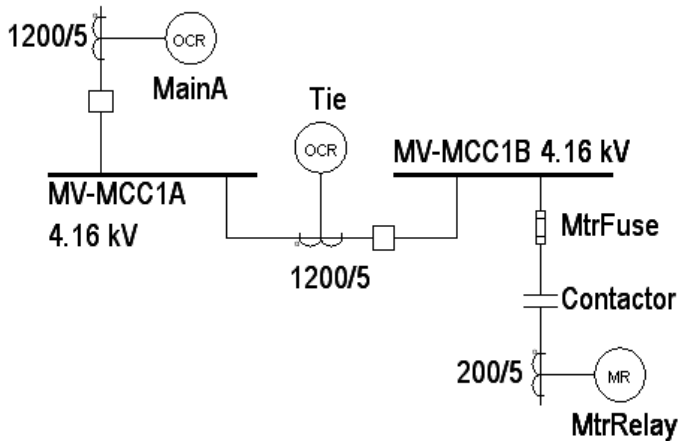 1200/5
OCR
MainA
Tie
OCR
MV-MCC1A
4.16 kV
1200/5
MV-MCC1B 4.16 kV
MtrFuse
Contactor
200/5
MR
MtrRelay